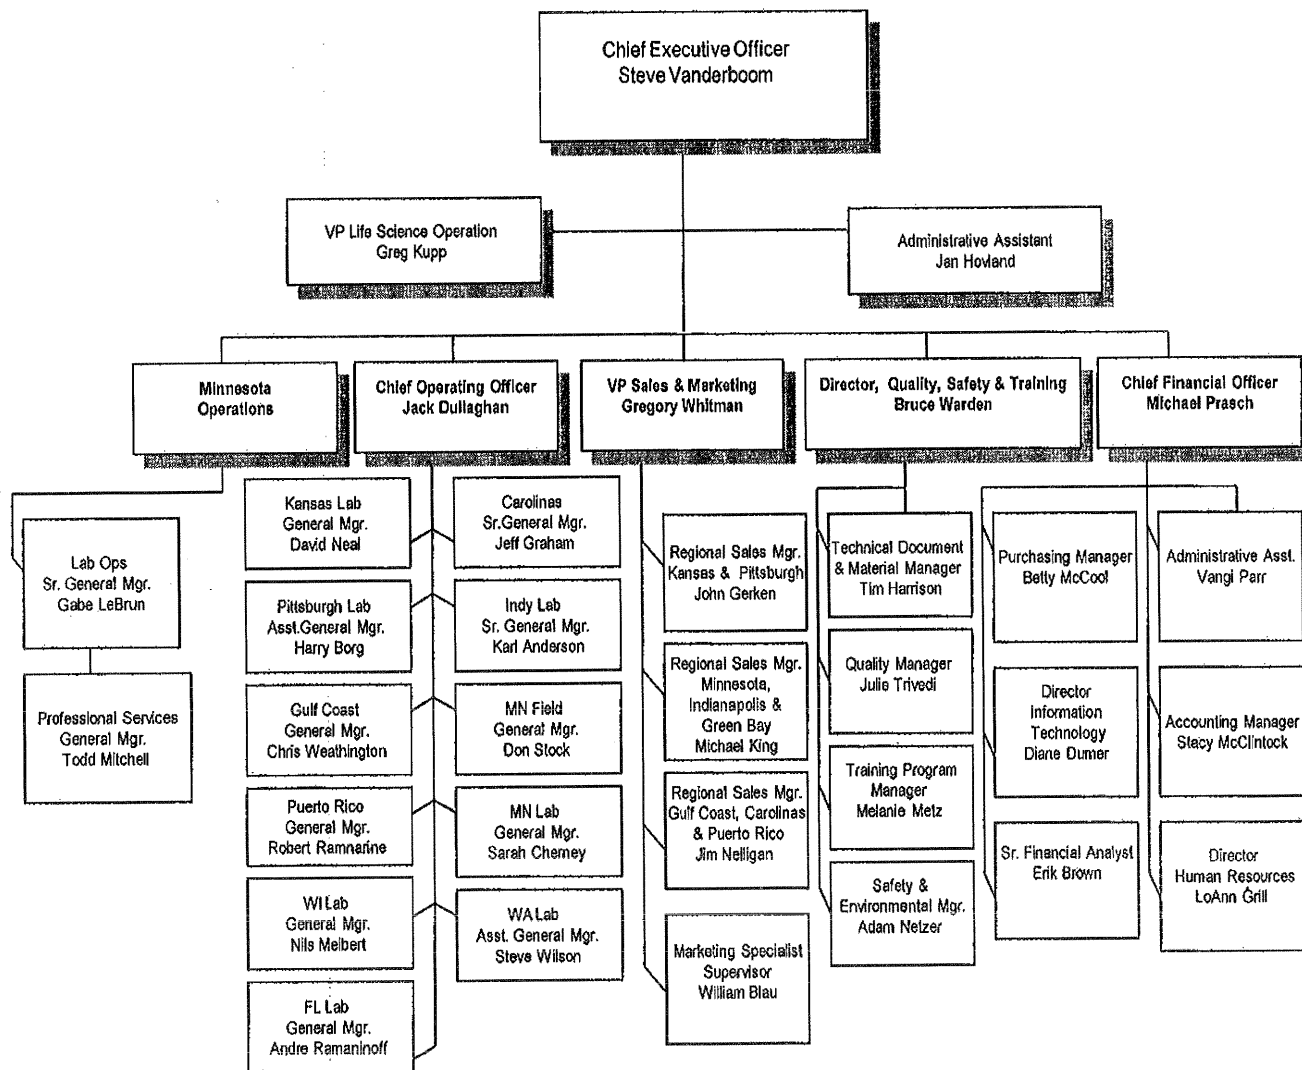 Chief Executive Officer
Steve Vanderboom
VP Life Science Operation
Greg Kupp
Administrative Assistant
Jan Hovland
Minnesota
Operations
Chief Operating Officer
Jack Dullaghan
VP Sales & Marketing
Gregory Whitman
Director, Quality, Safety & Training
Bruce Warden
Chief Financial Officer
Michael Prasch
Lab Ops
Sr. General Mgr.
Gabe LeBrun
Professional Services
General Mgr.
Todd Mitchell
Kansas Lab
General Mgr.
David Neal
Pittsburgh Lab
Asst.General Mgr.
Harry Borg
Gulf Coast
General Mgr.
Chris Weathington
Puerto Rico
General Mgr.
Robert Ramnarine
WI Lab
General Mgr.
Nils Melbert
FL Lab
General Mgr.
Andre Ramaninoff
Carolinas
Sr.General Mgr.
Jeff Graham
Indy Lab
Sr. General Mgr.
Karl Anderson
MN Field
General Mgr.
Don Stock
MN Lab
General Mgr.
Sarah Cherney
WA Lab
Asst. General Mgr.
Steve Wilson
Regional Sales Mgr.
Kansas & Pittsburgh
John Gerken
Regional Sales Mgr.
Minnesota,
Indianapolis &
Green Bay
Michael King
Regional Sales Mgr.
Gulf Coast, Carolinas
& Puerto Rico
Jim Nelligan
Marketing Specialist
Supervisor
William Blau
Technical Document
& Material Manager
Tim Harrison
Quality Manager
Julie Trivedi
Training Program
Manager
Melanie Metz
Safety &
Environmental Mgr.
Adam Netzer
Purchasing Manager
Betty McCool
Director
Information
Technology
Diane Dumer
Sr. Financial Analyst
Erik Brown
Administrative Asst.
Vangi Parr
Accounting Manager
Stacy McClintock
Director
Human Resources
LoAnn Grill